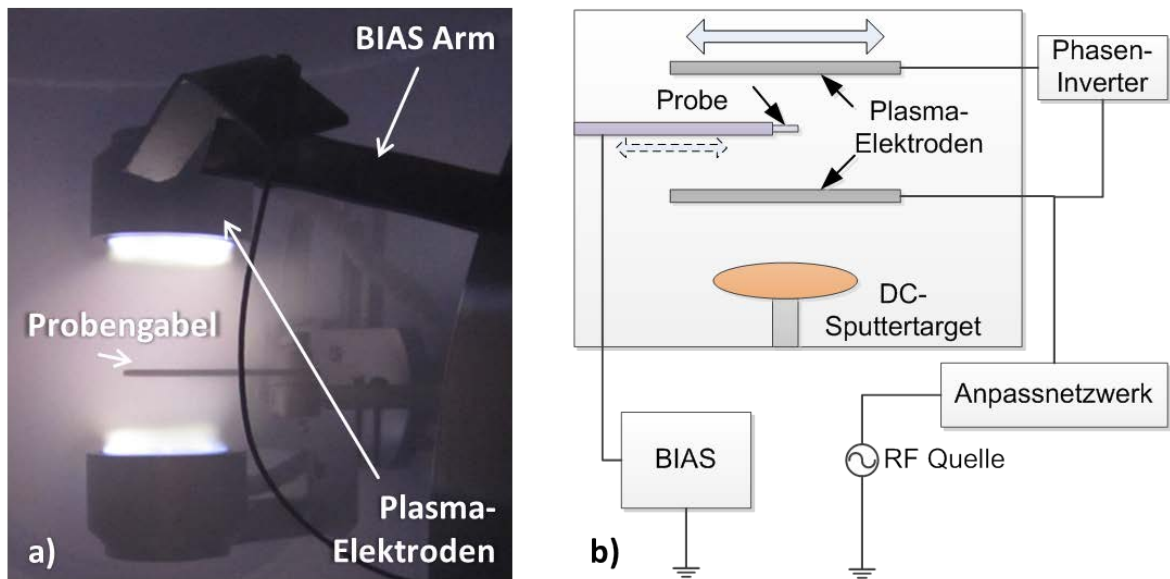 BIAS Arm
Probengabel
Plasma-
Elektroden
a)
Phasen-
Inverter
Probe
Plasma-
Elektroden
DC-
Sputtertarget
Anpassnetzwerk
BIAS
RF Quelle
b)